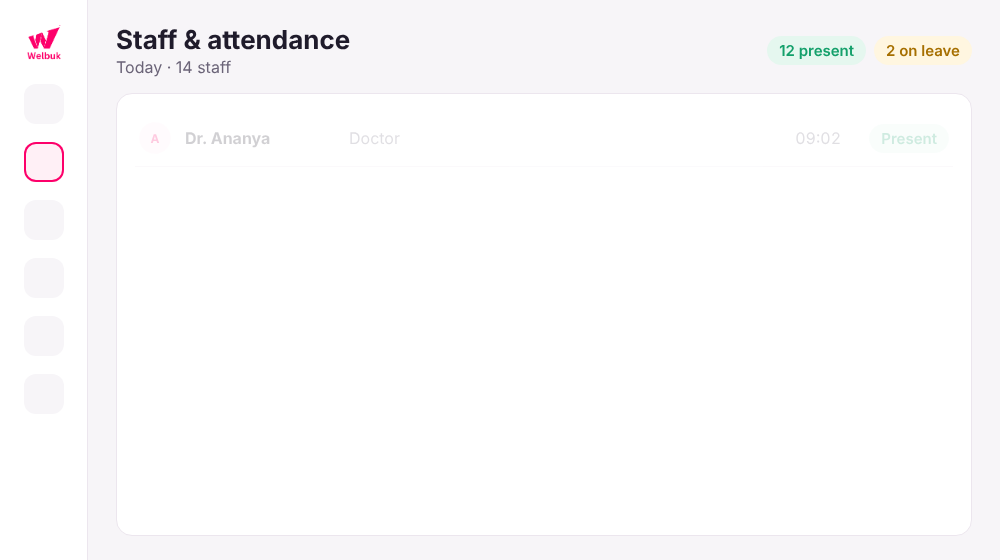 Welbuk
Staff & attendance
Today · 14 staff
12 present
2 on leave
A
Dr. Ananya
Doctor
09:02
Present